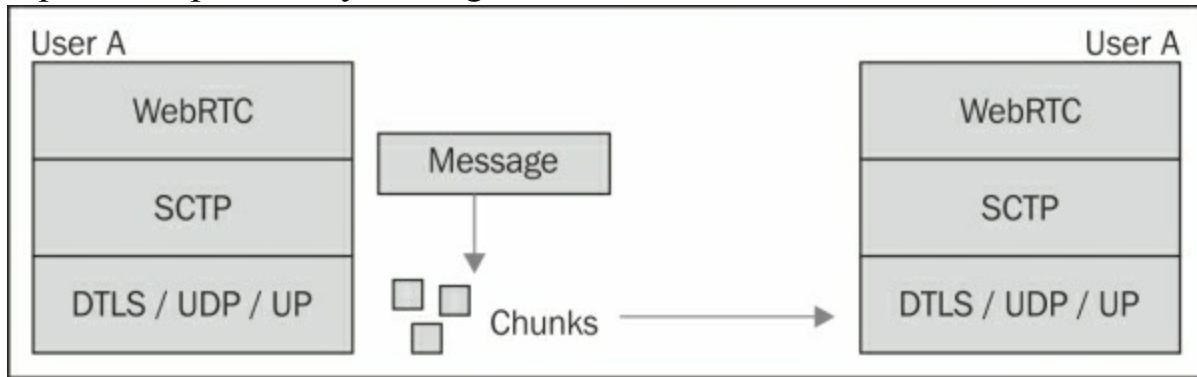 User A
User A
WebRTC
WebRTC
Message
SCTP
SCTP
DTLS / UDP / UP
Chunks
DTLS / UDP / UP